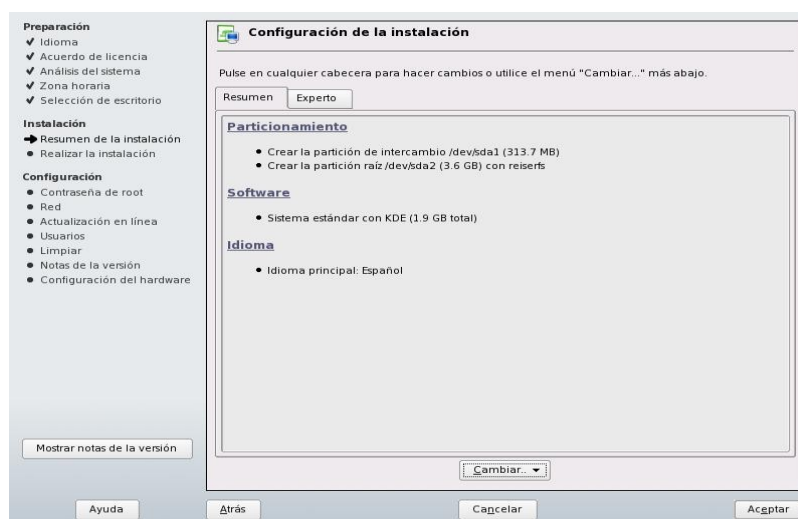 Preparación
Idioma
Acuerdo de licencia
Análisis del sistema
Zona horaria
Selección de escritorio
Instalación
Resumen de la instalación
Realizar la instalación
Configuración
Contraseña de root
Red
Actualización en línea
Usuarios
Limpiar
Notas de la versión
Configuración del hardware
Mostrar notas de la versión
Ayuda
Configuración de la instalación
Pulse en cualquier cabecera para hacer cambios o utilice el menú "Cambiar..." más abajo.
Resumen Experto
Particionamiento
Crear la partición de intercambio /dev/sda1 (313.7 MB)
Crear la partición raíz /dev/sda2 (3.6 GB) con reiserfs
Software
Sistema estándar con KDE (1.9 GB total)
Idioma
Idioma principal: Español
Cambiar..
Atrás Cancelar Aceptar